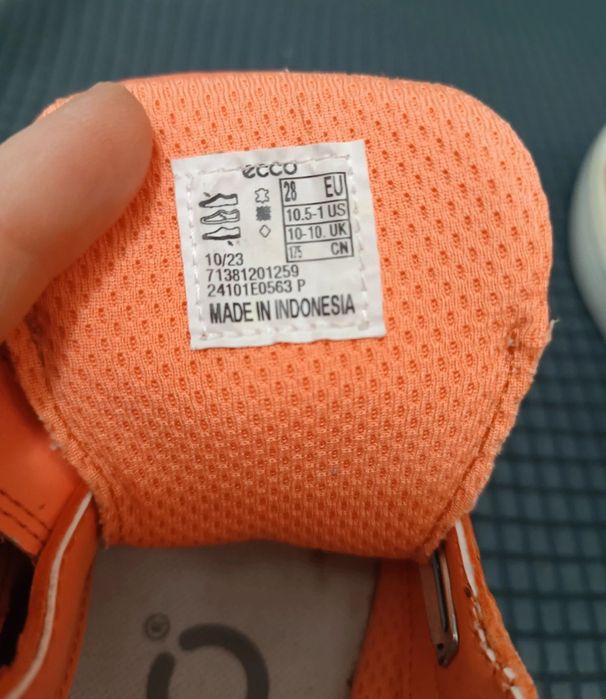 ecco
28 EU
10.5-1 US
10-10. UK
175 CN
10/23
71381201259
24101E0563 P
MADE IN INDONESIA
®